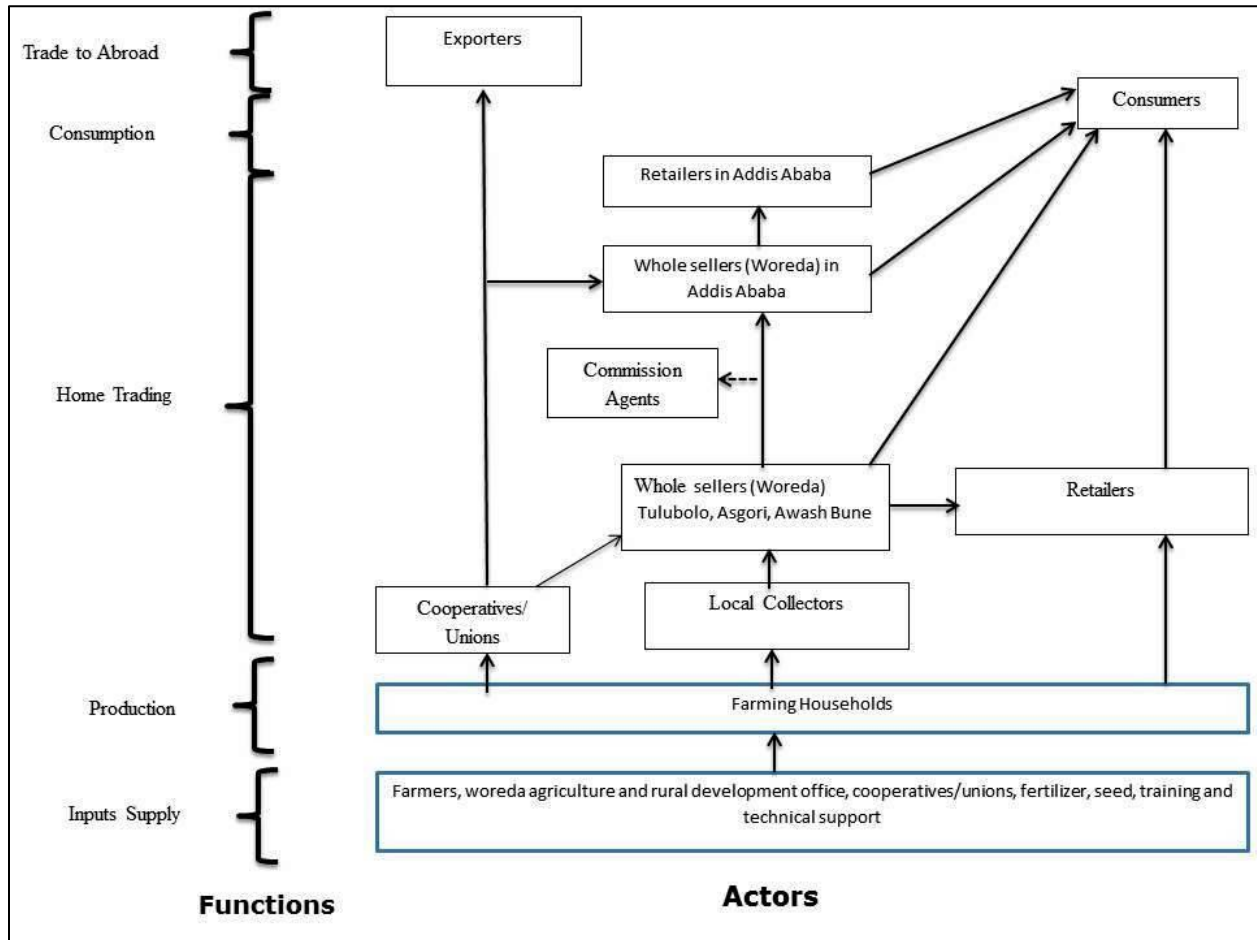 Exporters
Trade to Abroad
Consumers
Consumption
Retailers in Addis Ababa
Whole sellers (Woreda) in
Addis Ababa
Commission
Agents
Home Trading
Whole sellers (Woreda)
Tulubolo, Asgori, Awash Bune
Retailers
Cooperatives/
Unions
Local Collectors
Production
Farming Households
Inputs Supply
Farmers, woreda agriculture and rural development office, cooperatives/unions, fertilizer, seed, training and
technical support
Functions
Actors